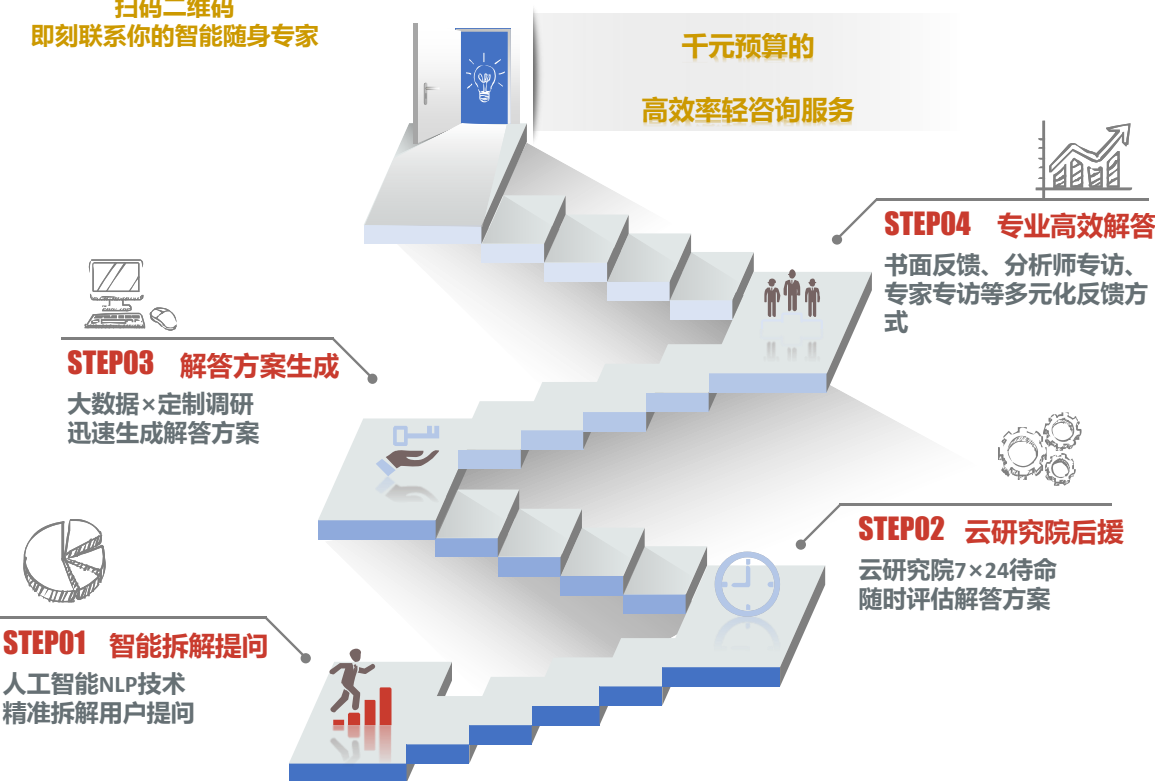 扫码二维码
即刻联系你的智能随身专家
千元预算的
高效率轻咨询服务
STEP04 专业高效解答
书面反馈、分析师专访、
专家专访等多元化反馈方
式
STEP03 解答方案生成
大数据×定制调研
迅速生成解答方案
STEP02 云研究院后援
云研究院7×24待命
随时评估解答方案
STEP01 智能拆解提问
人工智能NLP技术
精准拆解用户提问